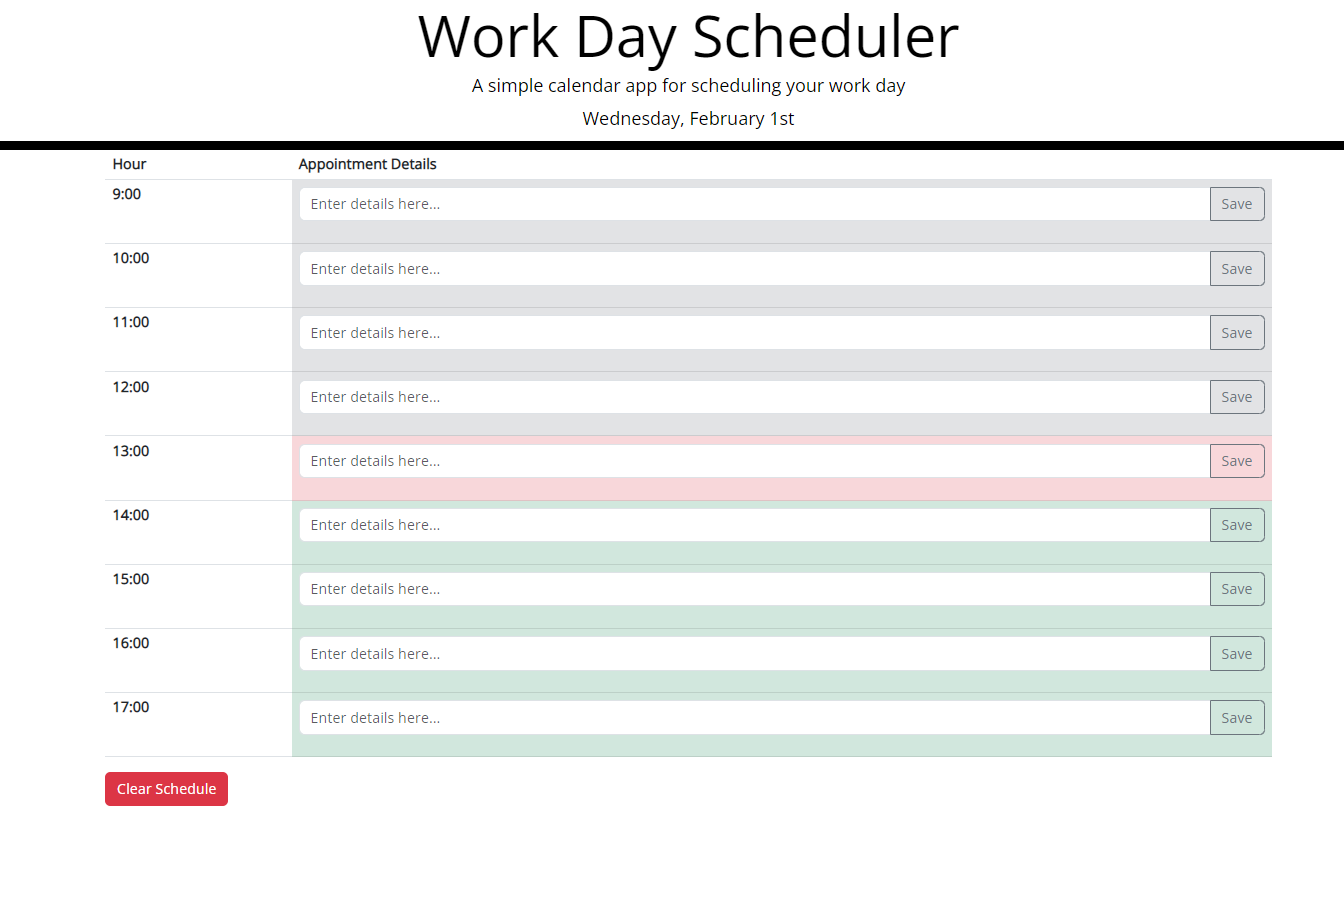 Work Day Scheduler
A simple calendar app for scheduling your work day
Wednesday, February 1st
Hour Appointment Details
9:00 Enter details here... Save
10:00 Enter details here... Save
11:00 Enter details here... Save
12:00 Enter details here... Save
13:00 Enter details here... Save
14:00 Enter details here... Save
15:00 Enter details here... Save
16:00 Enter details here... Save
17:00 Enter details here... Save
Clear Schedule